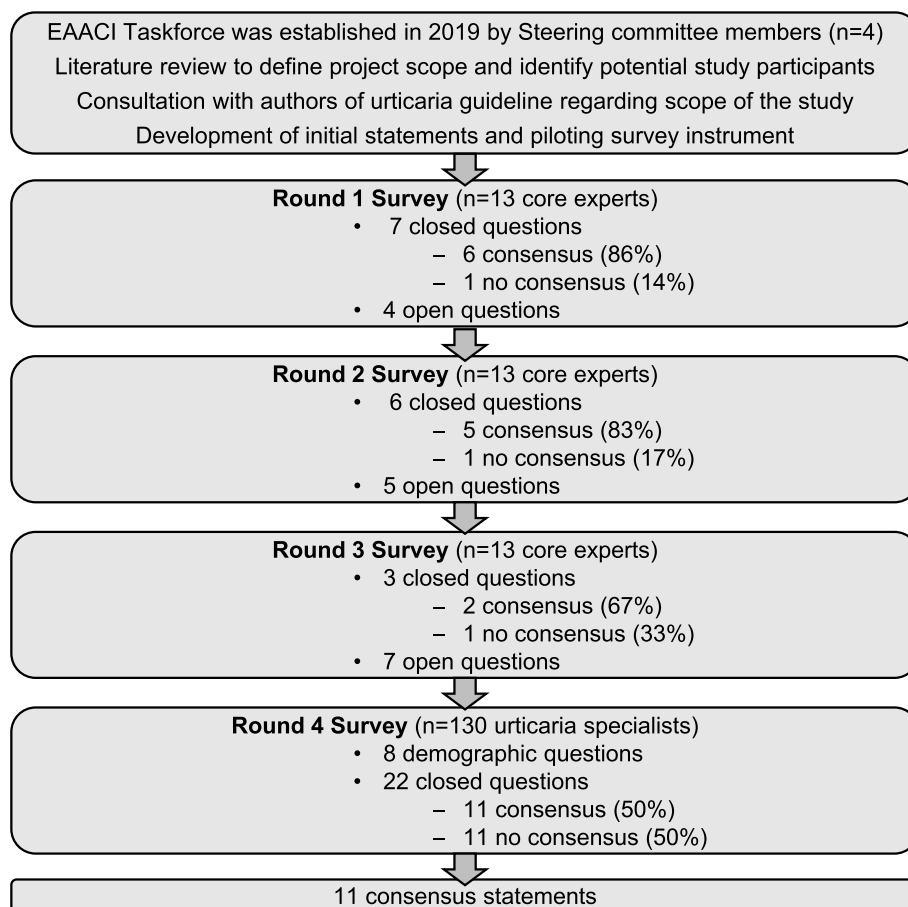 EAACI Taskforce was established in 2019 by Steering committee members (n=4)
Literature review to define project scope and identify potential study participants
Consultation with authors of urticaria guideline regarding scope of the study
Development of initial statements and piloting survey instrument
Round 1 Survey (n=13 core experts)
• 7 closed questions
– 6 consensus (86%)
– 1 no consensus (14%)
• 4 open questions
Round 2 Survey (n=13 core experts)
• 6 closed questions
– 5 consensus (83%)
– 1 no consensus (17%)
• 5 open questions
Round 3 Survey (n=13 core experts)
• 3 closed questions
– 2 consensus (67%)
– 1 no consensus (33%)
• 7 open questions
Round 4 Survey (n=130 urticaria specialists)
• 8 demographic questions
• 22 closed questions
– 11 consensus (50%)
– 11 no consensus (50%)
11 consensus statements